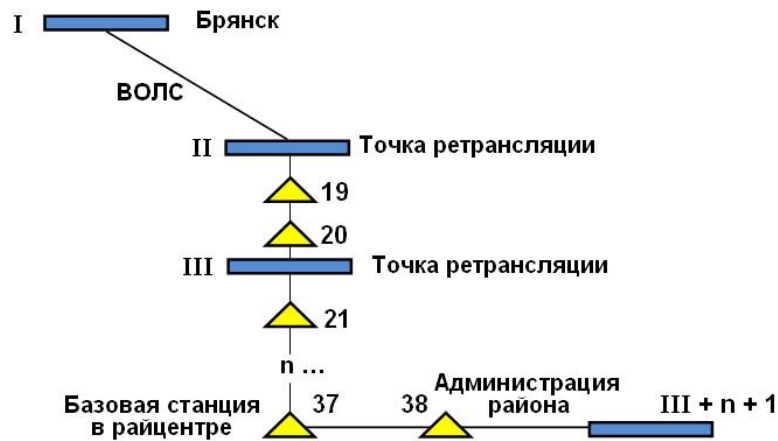 I Брянск
ВОЛС
II Точка ретрансляции
19
20
III Точка ретрансляции
21
n ...
Базовая станция
в райцентре
37
38
Администрация
района
III + n + 1